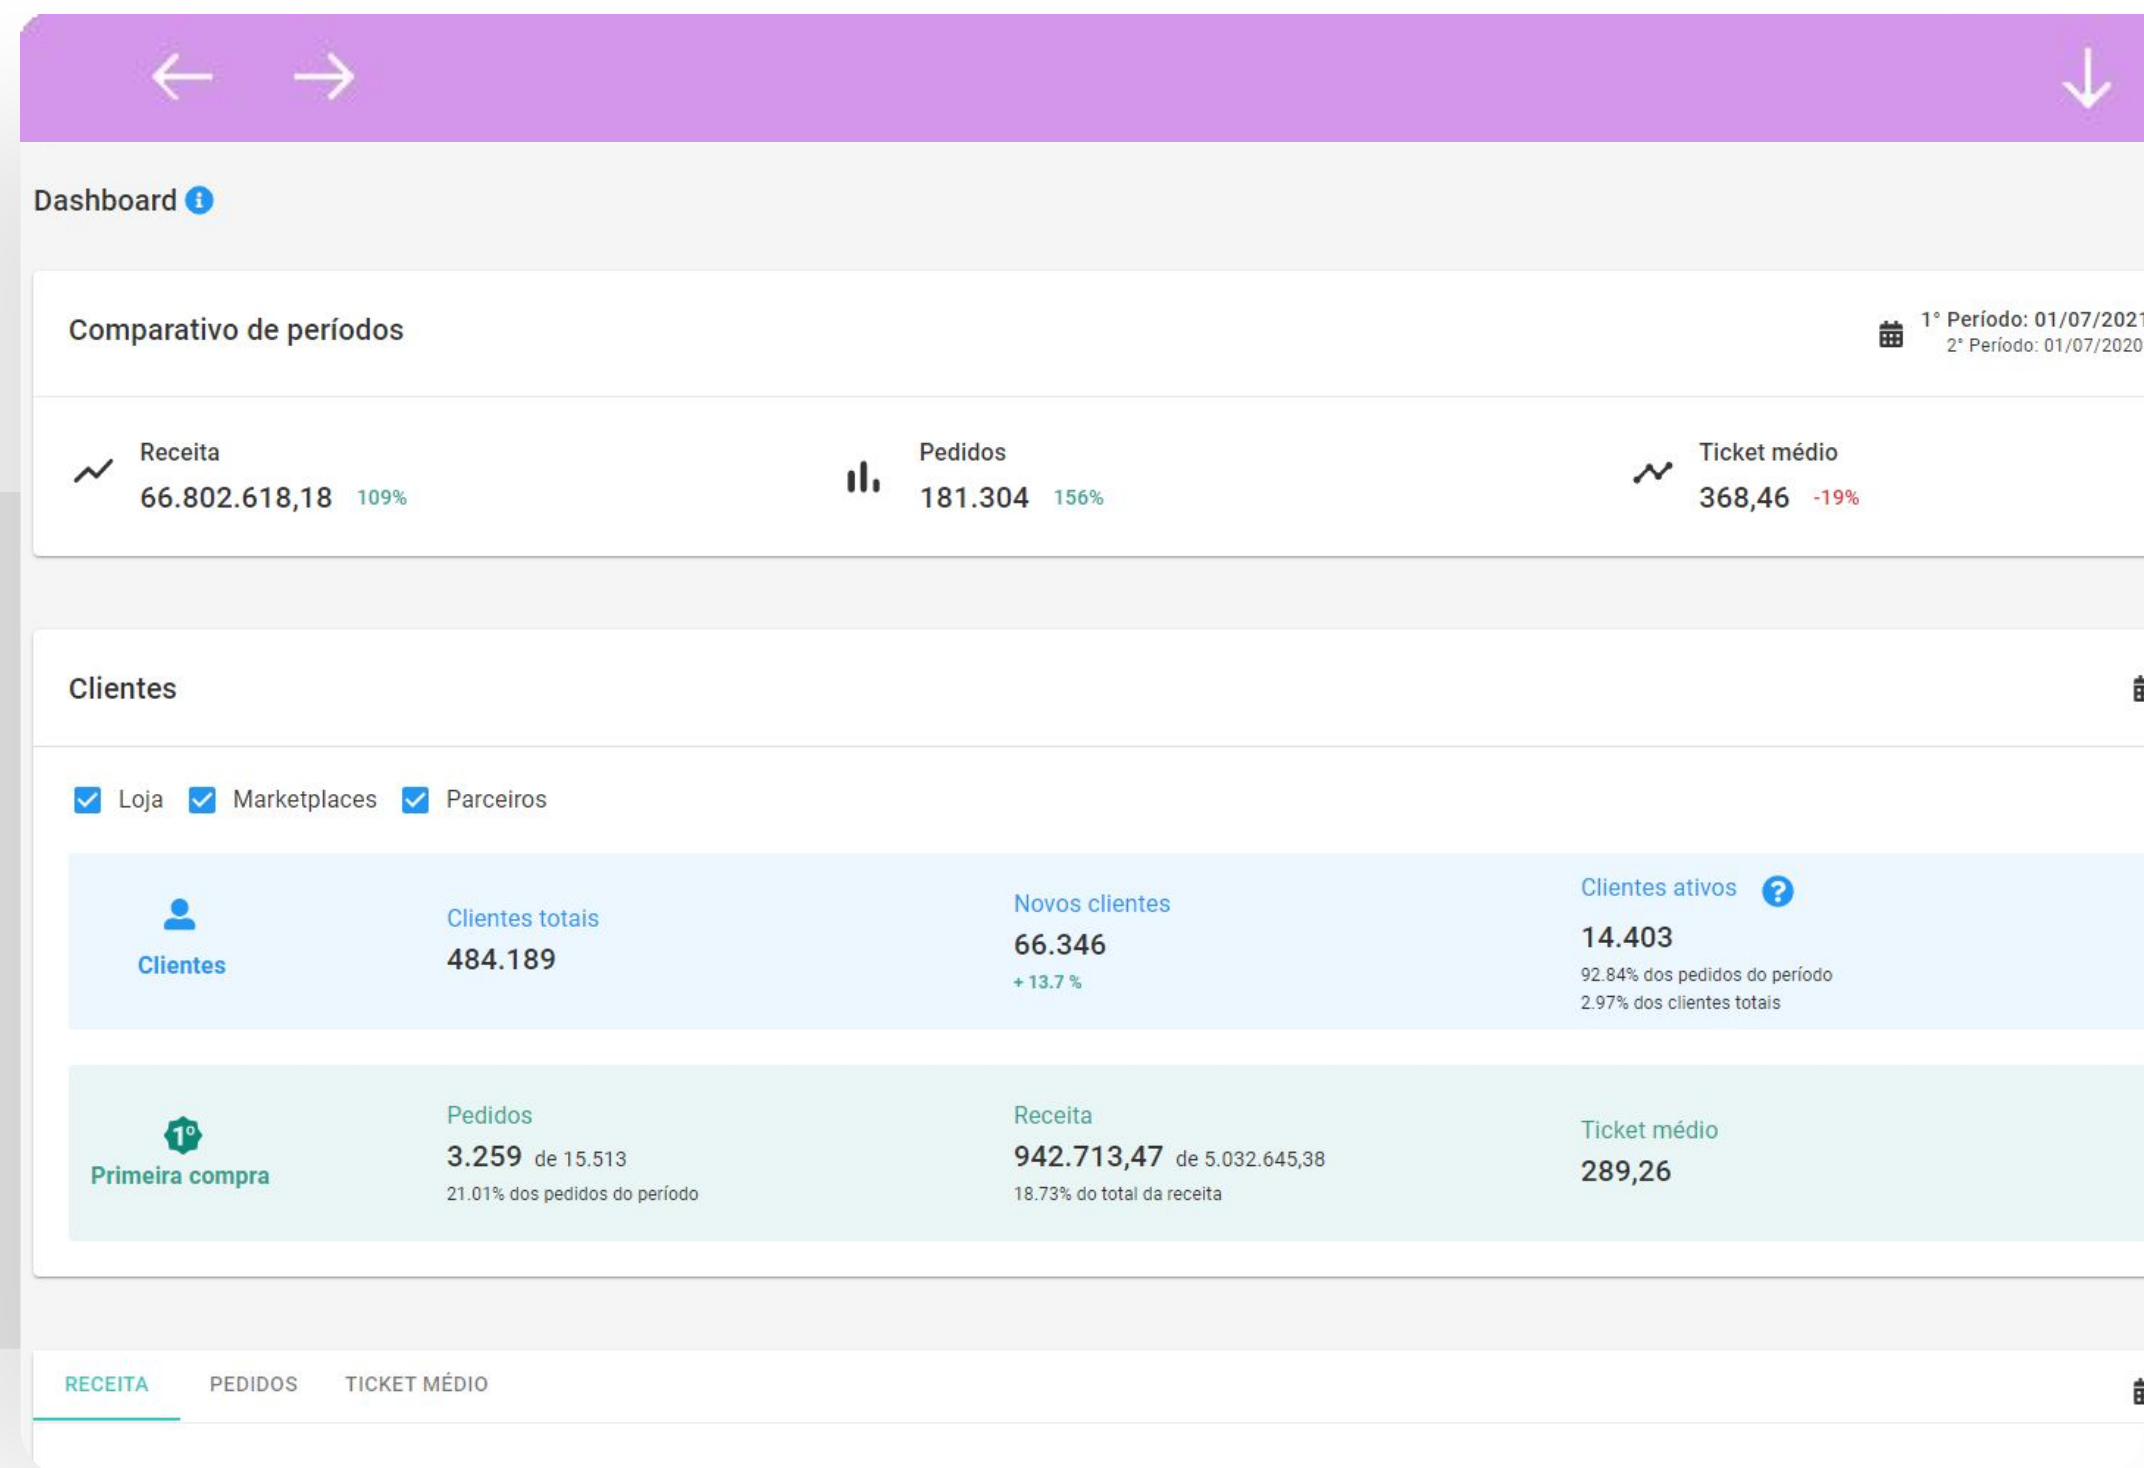 Dashboard
Comparativo de períodos
1° Período: 01/07/2021
2° Período: 01/07/2020
Receita
66.802.618,18 109%
Pedidos
181.304 156%
Ticket médio
368,46 -19%
Clientes
Loja Marketplaces Parceiros
Clientes
Clientes totais
484.189
Novos clientes
66.346
+ 13.7 %
Clientes ativos
14.403
92.84% dos pedidos do período
2.97% dos clientes totais
1º
Primeira compra
Pedidos
3.259 de 15.513
21.01% dos pedidos do período
Receita
942.713,47 de 5.032.645,38
18.73% do total da receita
Ticket médio
289,26
RECEITA PEDIDOS TICKET MÉDIO